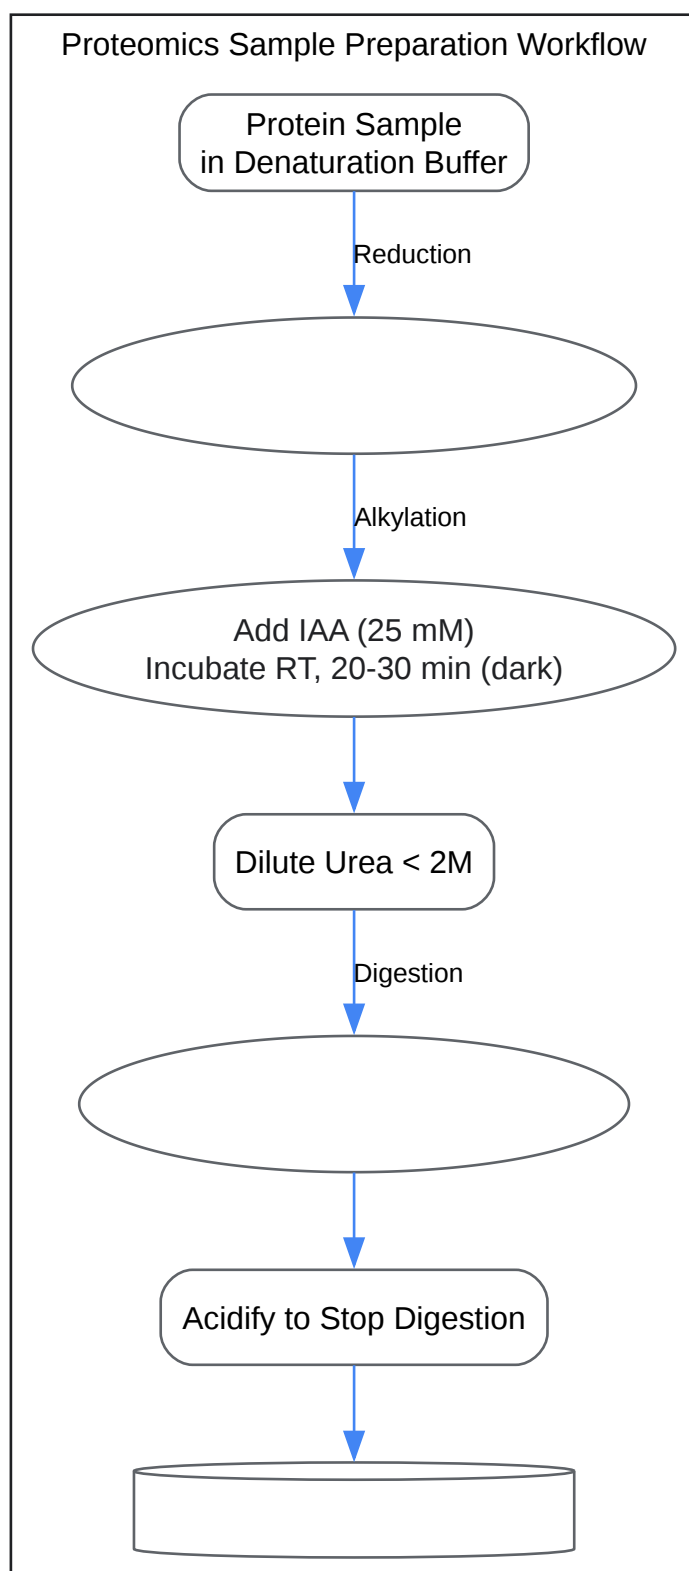 Proteomics Sample Preparation Workflow
Protein Sample
in Denaturation Buffer
Reduction
Alkylation
Add IAA (25 mM)
Incubate RT, 20-30 min (dark)
Dilute Urea < 2M
Digestion
Acidify to Stop Digestion